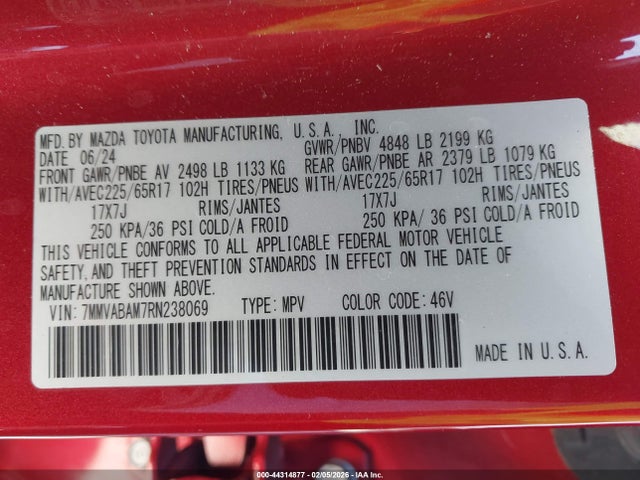 MFD. BY MAZDA TOYOTA MANUFACTURING, U.S.A. INC.
DATE 06/24 GVWR/PNBV 4848 LB 2199 KG
FRONT GAWR/PNBE AV 2498 LB 1133 KG REAR GAWR/PNBE AR 2379 LB 1079 KG
WITH/AVEC225/65R17 102H TIRES/PNEUS WITH/AVEC225/65R17 102H TIRES/PNEUS
17X7J RIMS/JANTES 17X7J RIMS/JANTES
250 KPA/36 PSI COLD/A FROID 250 KPA/ 36 PSI COLD/A FROID
THIS VEHICLE CONFORMS TO ALL APPLICABLE FEDERAL MOTOR VEHICLE
SAFETY, AND THEFT PREVENTION STANDARDS IN EFFECT ON THE DATE OF
MANUFACTURE SHOWN ABOVE.
VIN: 7MMVABAM7RN238069 TYPE: MPV COLOR CODE: 46V
MADE IN U.S.A.
000-44314877 - 02/05/2026 - IAA Inc.